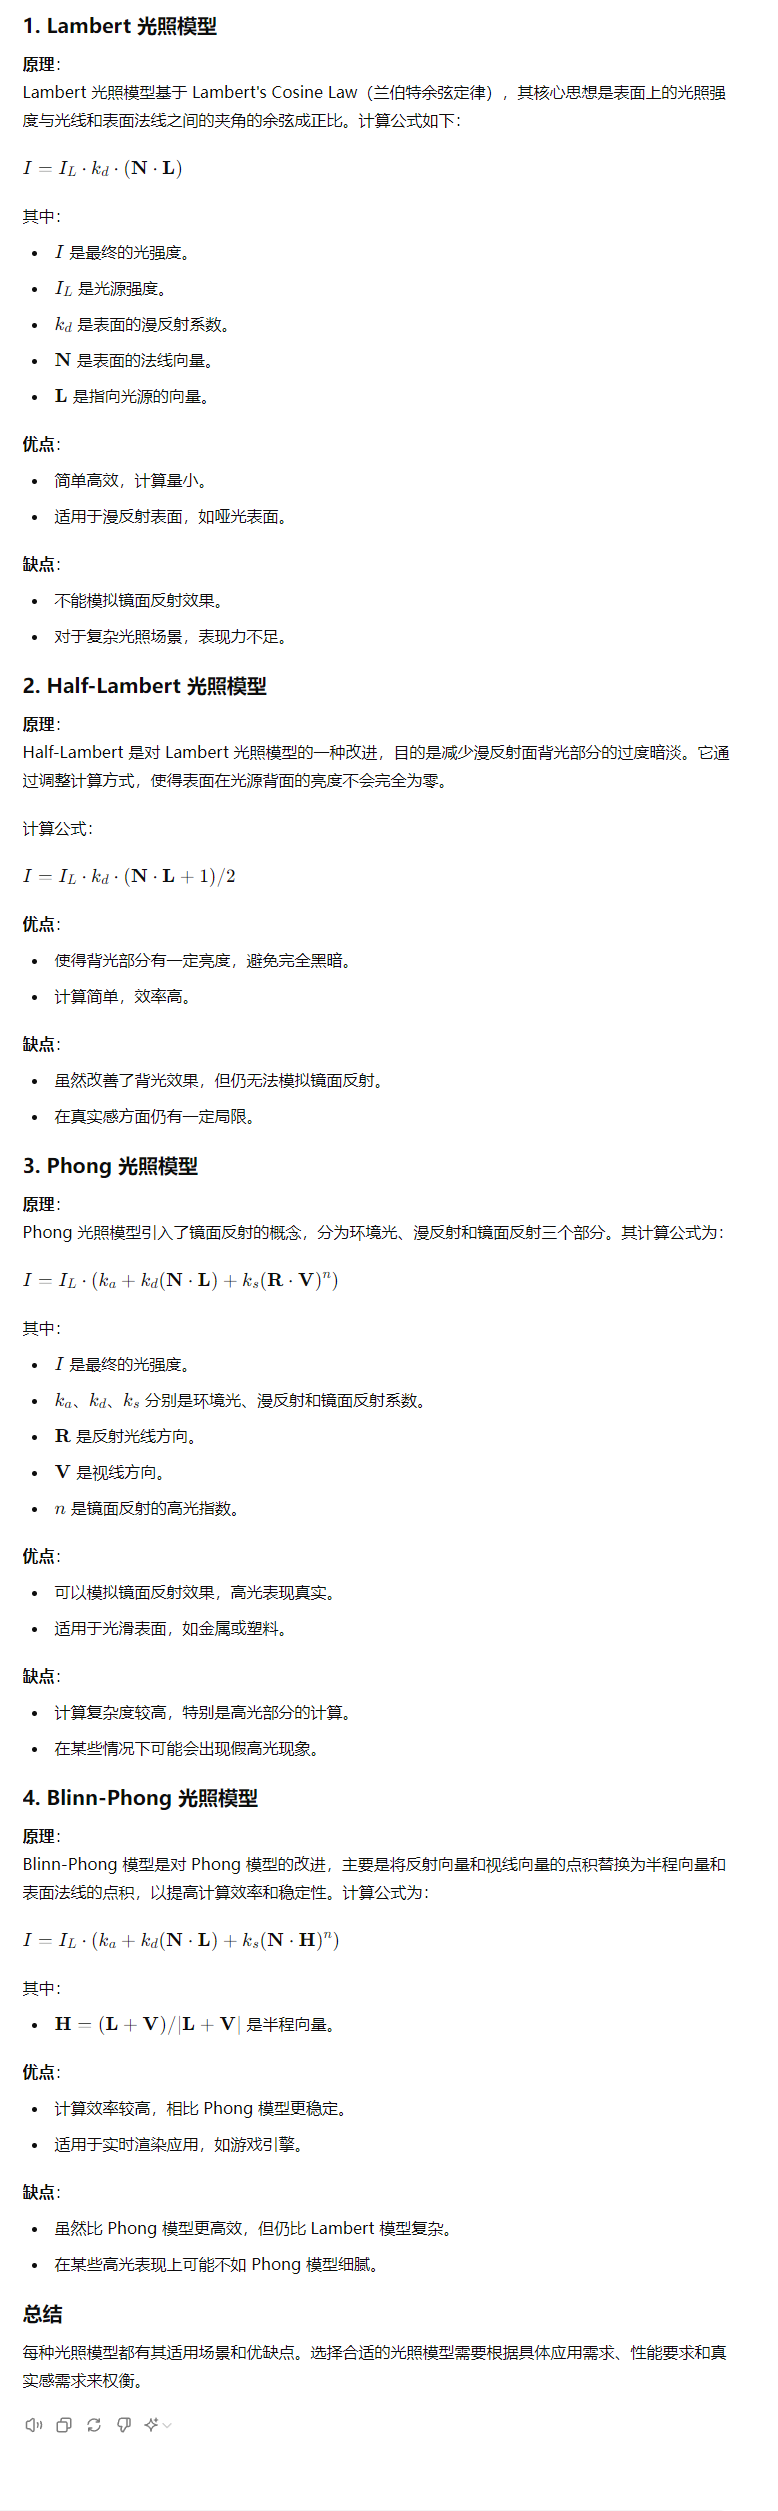 1. Lambert 光照模型
原理：
Lambert 光照模型基于 Lambert's Cosine Law（兰伯特余弦定律），其核心思想是表面上的光照强
度与光线和表面法线之间的夹角的余弦成正比。计算公式如下：
I = I_L · k_d · (N · L)
其中：
• I 是最终的光强度。
• I_L 是光源强度。
• k_d 是表面的漫反射系数。
• N 是表面的法线向量。
• L 是指向光源的向量。
优点：
• 简单高效，计算量小。
• 适用于漫反射表面，如哑光表面。
缺点：
• 不能模拟镜面反射效果。
• 对于复杂光照场景，表现力不足。
2. Half-Lambert 光照模型
原理：
Half-Lambert 是对 Lambert 光照模型的一种改进，目的是减少漫反射面背光部分的过度暗淡。它通
过调整计算方式，使得表面在光源背面的亮度不会完全为零。
计算公式：
I = I_L · k_d · (N · L + 1)/2
优点：
• 使得背光部分有一定亮度，避免完全黑暗。
• 计算简单，效率高。
缺点：
• 虽然改善了背光效果，但仍无法模拟镜面反射。
• 在真实感方面仍有一定局限。
3. Phong 光照模型
原理：
Phong 光照模型引入了镜面反射的概念，分为环境光、漫反射和镜面反射三个部分。其计算公式为：
I = I_L · (k_a + k_d(N · L) + k_s(R · V)^n)
其中：
• I 是最终的光强度。
• k_a、k_d、k_s 分别是环境光、漫反射和镜面反射系数。
• R 是反射光线方向。
• V 是视线方向。
• n 是镜面反射的高光指数。
优点：
• 可以模拟镜面反射效果，高光表现真实。
• 适用于光滑表面，如金属或塑料。
缺点：
• 计算复杂度较高，特别是高光部分的计算。
• 在某些情况下可能会出现假高光现象。
4. Blinn-Phong 光照模型
原理：
Blinn-Phong 模型是对 Phong 模型的改进，主要是将反射向量和视线向量的点积替换为半程向量和
表面法线的点积，以提高计算效率和稳定性。计算公式为：
I = I_L · (k_a + k_d(N · L) + k_s(N · H)^n)
其中：
• H = (L + V)/|L + V| 是半程向量。
优点：
• 计算效率较高，相比 Phong 模型更稳定。
• 适用于实时渲染应用，如游戏引擎。
缺点：
• 虽然比 Phong 模型更高效，但仍比 Lambert 模型复杂。
• 在某些高光表现上可能不如 Phong 模型细腻。
总结
每种光照模型都有其适用场景和优缺点。选择合适的光照模型需要根据具体应用需求、性能要求和真
实感需求来权衡。